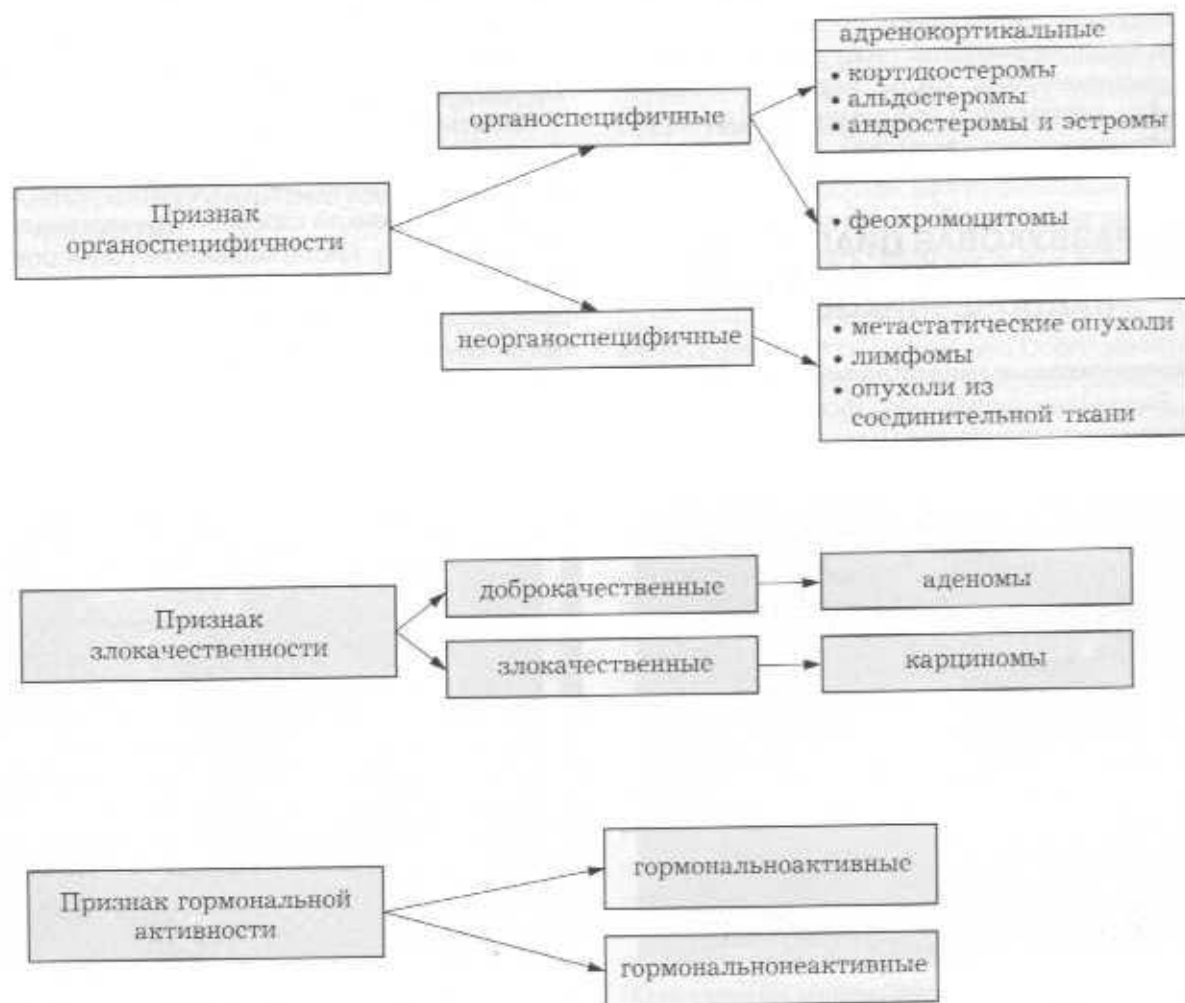 Признак
органоспецифичности
органоспецифичные
адренокортикальные
• кортикостеромы
• альдостеромы
• андростеромы и эстромы
• феохромоцитомы
неорганоспецифичные
• метастатические опухоли
• лимфомы
• опухоли из
соединительной ткани
Признак
злокачественности
доброкачественные
аденомы
злокачественные
карциномы
Признак гормональной
активности
гормональноактивные
гормональнонеактивные